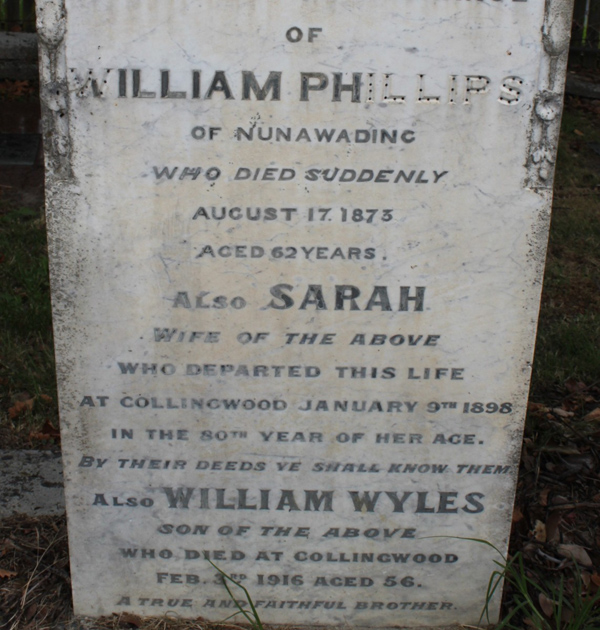 OF
WILLIAM PHILLIPS
OF NUNAWADING
WHO DIED SUDDENLY
AUGUST 17. 1873
AGED 62 YEARS.
ALSO SARAH
WIFE OF THE ABOVE
WHO DEPARTED THIS LIFE
AT COLLINGWOOD JANUARY 9TH 1898
IN THE 80TH YEAR OF HER AGE.
BY THEIR DEEDS YE SHALL KNOW THEM
ALSO WILLIAM WYLES
SON OF THE ABOVE
WHO DIED AT COLLINGWOOD
FEB. 3RD 1916 AGED 56.
A TRUE AND FAITHFUL BROTHER.